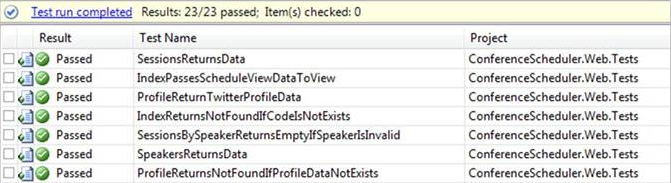 Test run completed Results: 23/23 passed; Item(s) checked: 0
Result Test Name Project
Passed SessionsReturnsData ConferenceScheduler.Web.Tests
Passed IndexPassesScheduleViewDataToView ConferenceScheduler.Web.Tests
Passed ProfileReturnTwitterProfileData ConferenceScheduler.Web.Tests
Passed IndexReturnsNotFoundIfCodeIsNotExists ConferenceScheduler.Web.Tests
Passed SessionsBySpeakerReturnsEmptyIfSpeakerIsInvalid ConferenceScheduler.Web.Tests
Passed SpeakersReturnsData ConferenceScheduler.Web.Tests
Passed ProfileReturnsNotFoundIfProfileDataNotExists ConferenceScheduler.Web.Tests